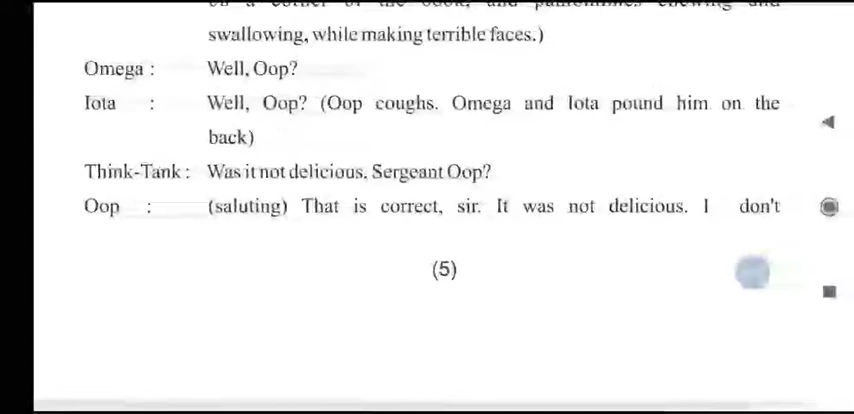 swallowing, while making terrible faces.)
Omega : Well, Oop?
Iota : Well, Oop? (Oop coughs. Omega and Iota pound him on the
back)
Think-Tank : Was it not delicious, Sergeant Oop?
Oop : (saluting) That is correct, sir. It was not delicious. I don't
(5)